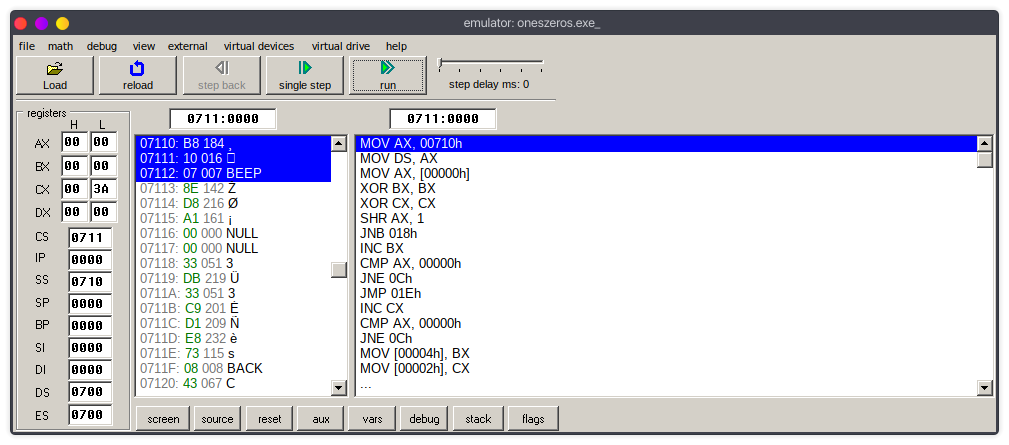 emulator: oneszeros.exe_
file math debug view external virtual devices virtual drive help
Load reload step back single step run step delay ms: 0
registers
H L
AX 00 00
BX 00 00
CX 00 3A
DX 00 00
CS 0711
IP 0000
SS 0710
SP 0000
BP 0000
SI 0000
DI 0000
DS 0700
ES 0700
0711:0000
07110: B8 184 ¸
07111: 10 016
07112: 07 007 BEEP
07113: 8E 142 Z
07114: D8 216 Ø
07115: A1 161 ¡
07116: 00 000 NULL
07117: 00 000 NULL
07118: 33 051 3
07119: DB 219 Û
0711A: 33 051 3
0711B: C9 201 É
0711C: D1 209 Ñ
0711D: E8 232 è
0711E: 73 115 s
0711F: 08 008 BACK
07120: 43 067 C
0711:0000
MOV AX, 00710h
MOV DS, AX
MOV AX, [00000h]
XOR BX, BX
XOR CX, CX
SHR AX, 1
JNB 018h
INC BX
CMP AX, 00000h
JNE 0Ch
JMP 01Eh
INC CX
CMP AX, 00000h
JNE 0Ch
MOV [00004h], BX
MOV [00002h], CX
...
screen source reset aux vars debug stack flags